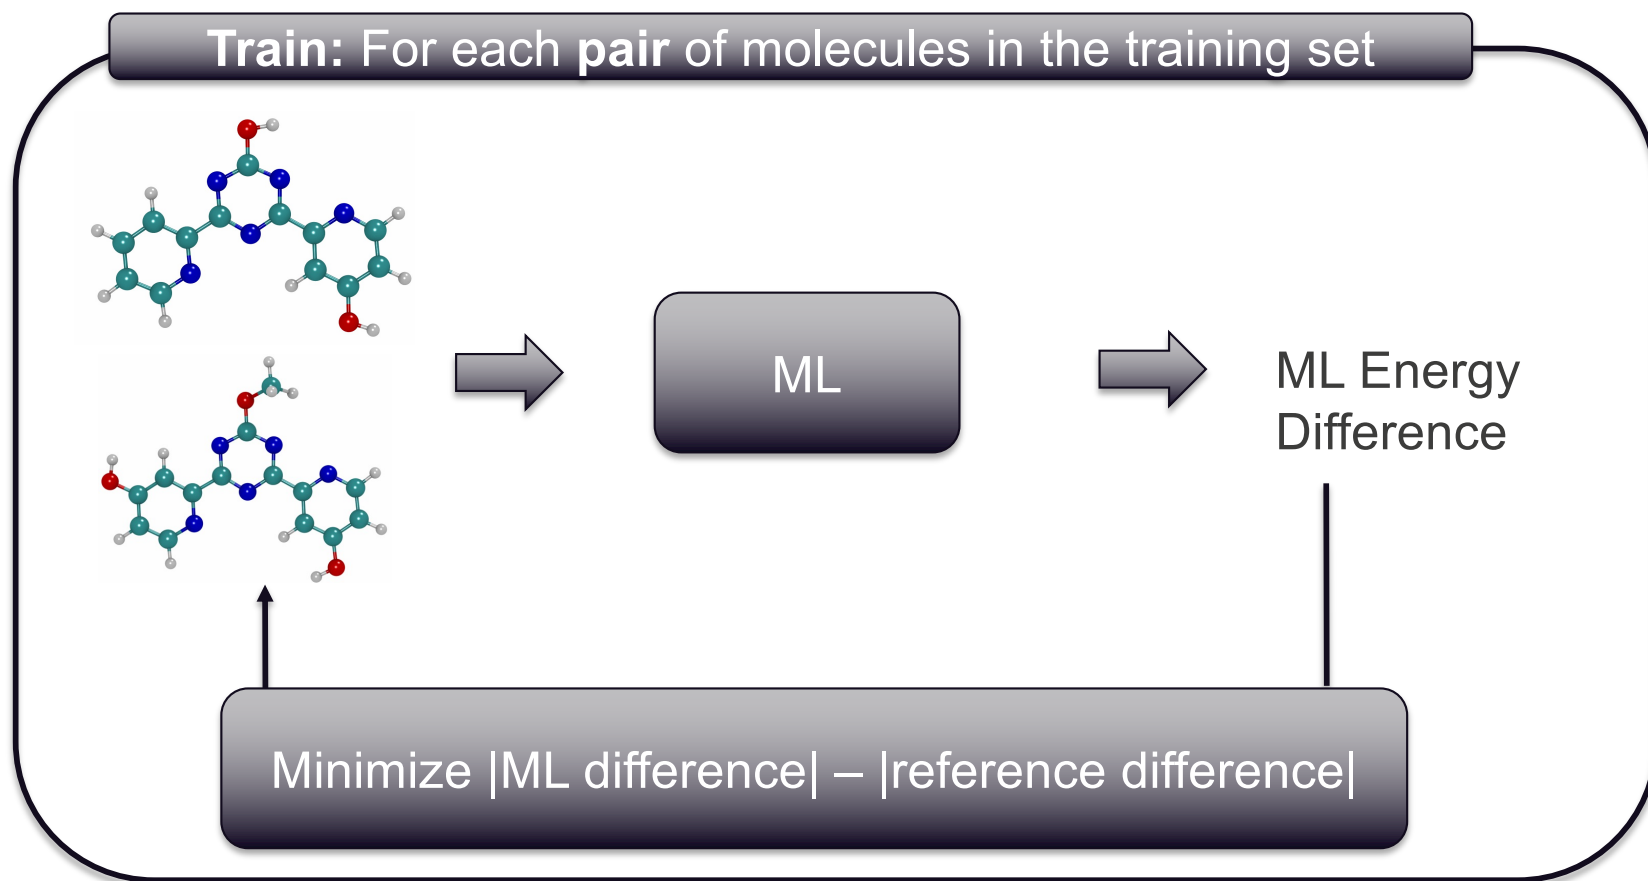 Train: For each pair of molecules in the training set
ML
ML Energy
Difference
Minimize |ML difference| – |reference difference|